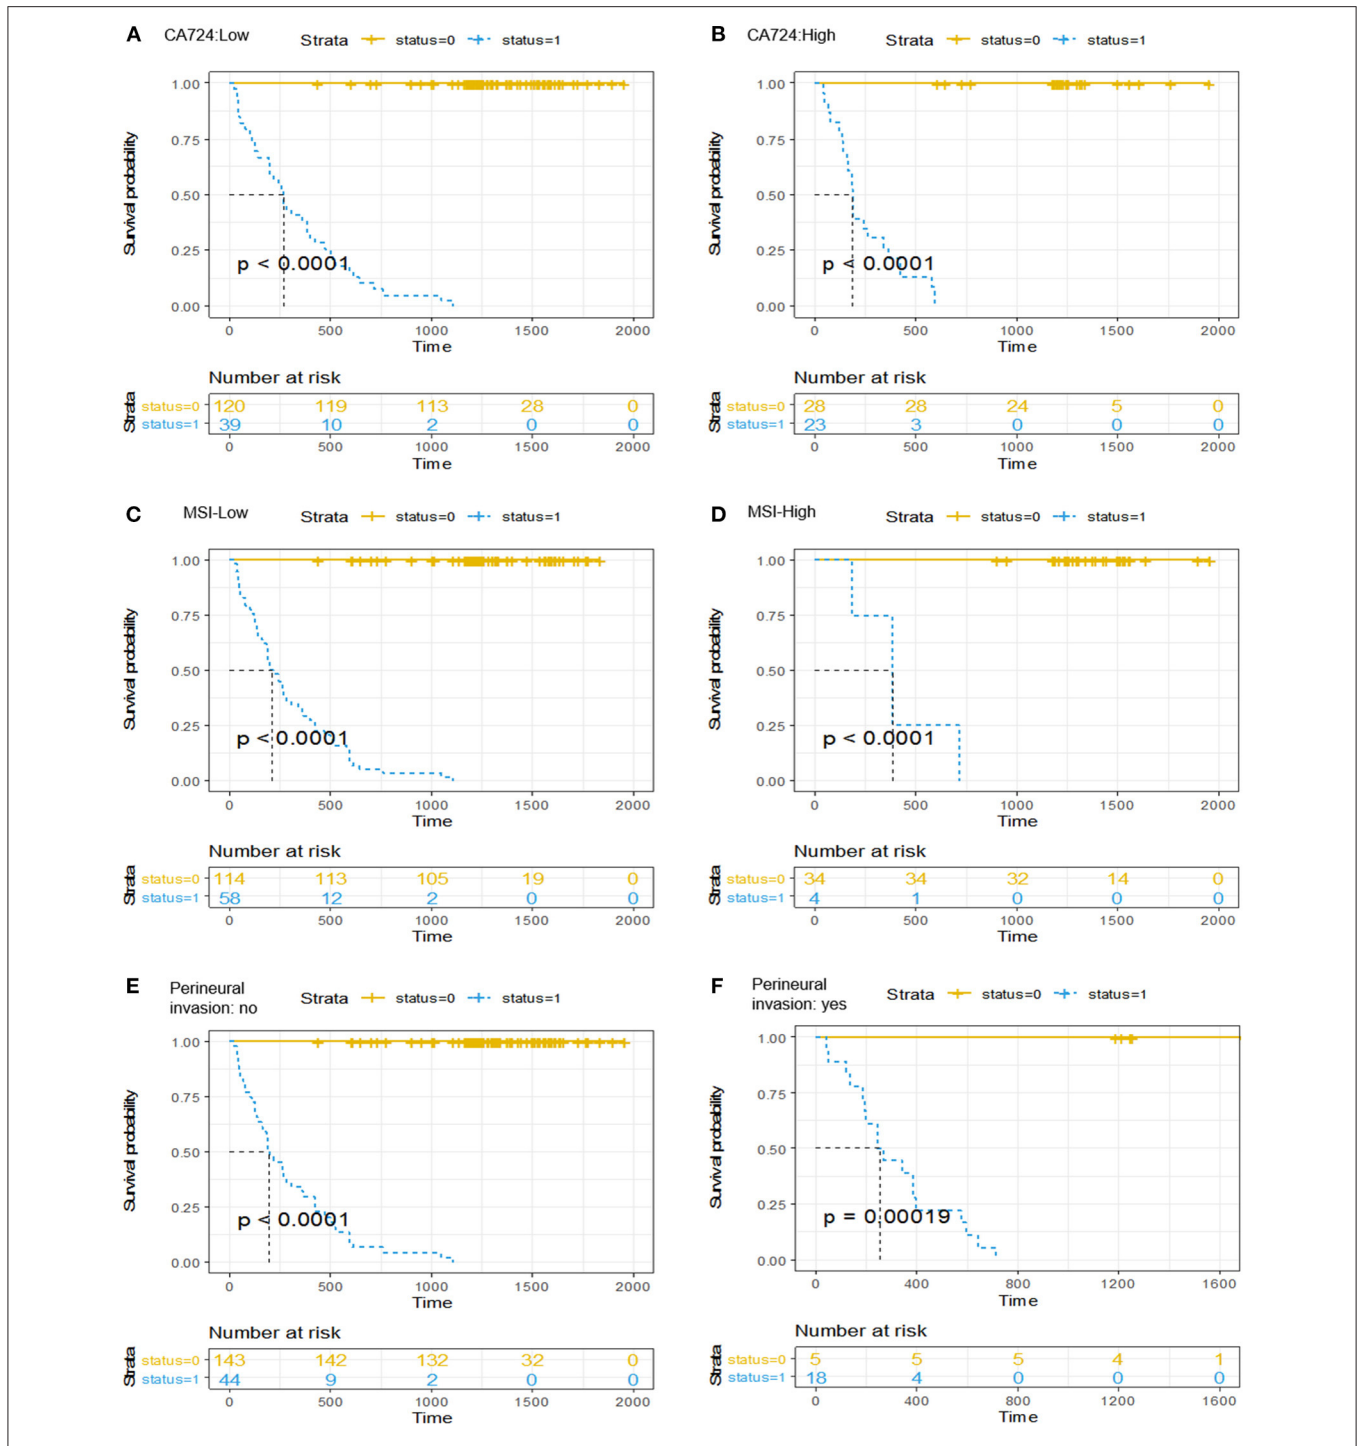 A CA724:Low Strata status=0 status=1
Survival probability
1.00
0.75
0.50
0.25
0.00
p < 0.0001
0 500 1000 1500 2000
Time
Number at risk
Strata
status=0 120 119 113 28 0
status=1 39 10 2 0 0
0 500 1000 1500 2000
Time
B CA724:High Strata status=0 status=1
Survival probability
1.00
0.75
0.50
0.25
0.00
p < 0.0001
0 500 1000 1500 2000
Time
Number at risk
Strata
status=0 28 28 24 5 0
status=1 23 3 0 0 0
0 500 1000 1500 2000
Time
C MSI-Low Strata status=0 status=1
Survival probability
1.00
0.75
0.50
0.25
0.00
p < 0.0001
0 500 1000 1500 2000
Time
Number at risk
Strata
status=0 114 113 105 19 0
status=1 58 12 2 0 0
0 500 1000 1500 2000
Time
D MSI-High Strata status=0 status=1
Survival probability
1.00
0.75
0.50
0.25
0.00
p < 0.0001
0 500 1000 1500 2000
Time
Number at risk
Strata
status=0 34 34 32 14 0
status=1 4 1 0 0 0
0 500 1000 1500 2000
Time
E Perineural
invasion: no Strata status=0 status=1
Survival probability
1.00
0.75
0.50
0.25
0.00
p < 0.0001
0 500 1000 1500 2000
Time
Number at risk
Strata
status=0 143 142 132 32 0
status=1 44 9 2 0 0
0 500 1000 1500 2000
Time
F Perineural
invasion: yes Strata status=0 status=1
Survival probability
1.00
0.75
0.50
0.25
0.00
p = 0.00019
0 400 800 1200 1600
Time
Number at risk
Strata
status=0 5 5 5 4 1
status=1 18 4 0 0 0
0 400 800 1200 1600
Time